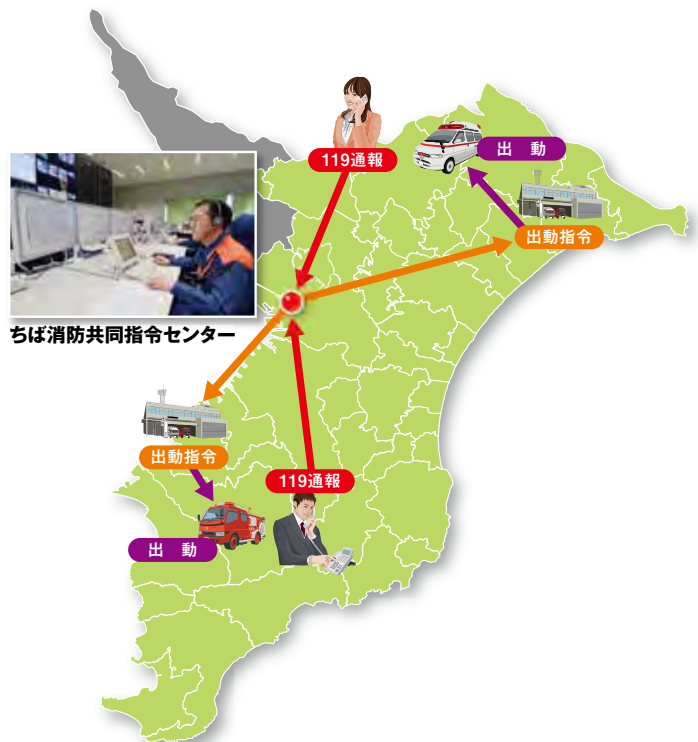 119通報
出 動
出動指令
ちば消防共同指令センター
出動指令
119通報
出 動